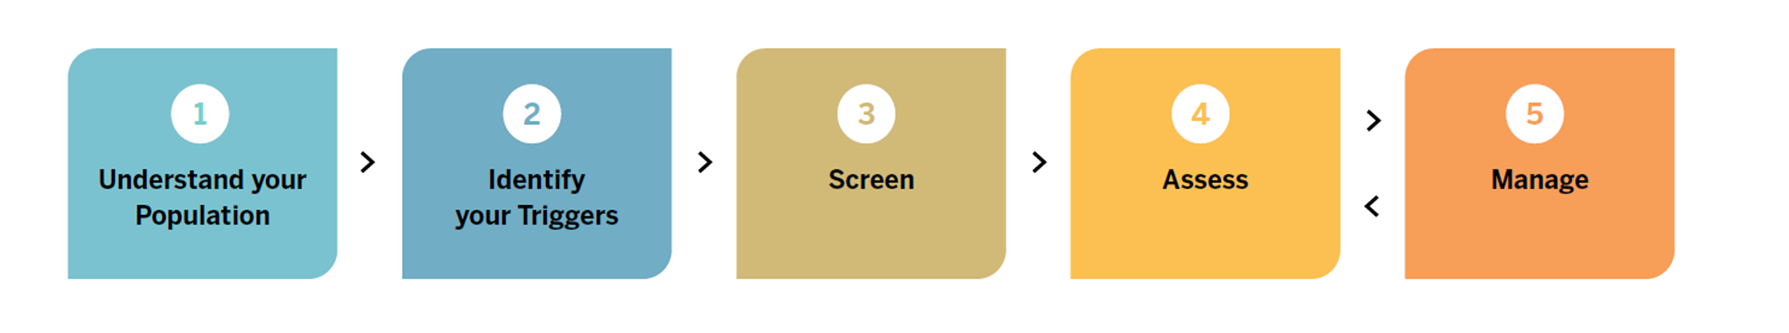 1
Understand your
Population
>
2
Identify
your Triggers
>
3
Screen
>
4
Assess
>
<
5
Manage